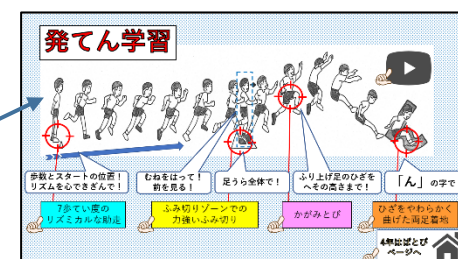 発てん学習
歩数とスタートの位置！
リズムを心できざんで！
むねをはって！
前を見る！
足うら全体で！
ふり上げ足のひざを
へその高さまで！
「ん」の字で
7歩てい度の
リズミカルな助走
ふみ切りゾーンでの
力強いふみ切り
かがみとび
ひざをやわらかく
曲げた両足着地
4年はばとび
ページへ